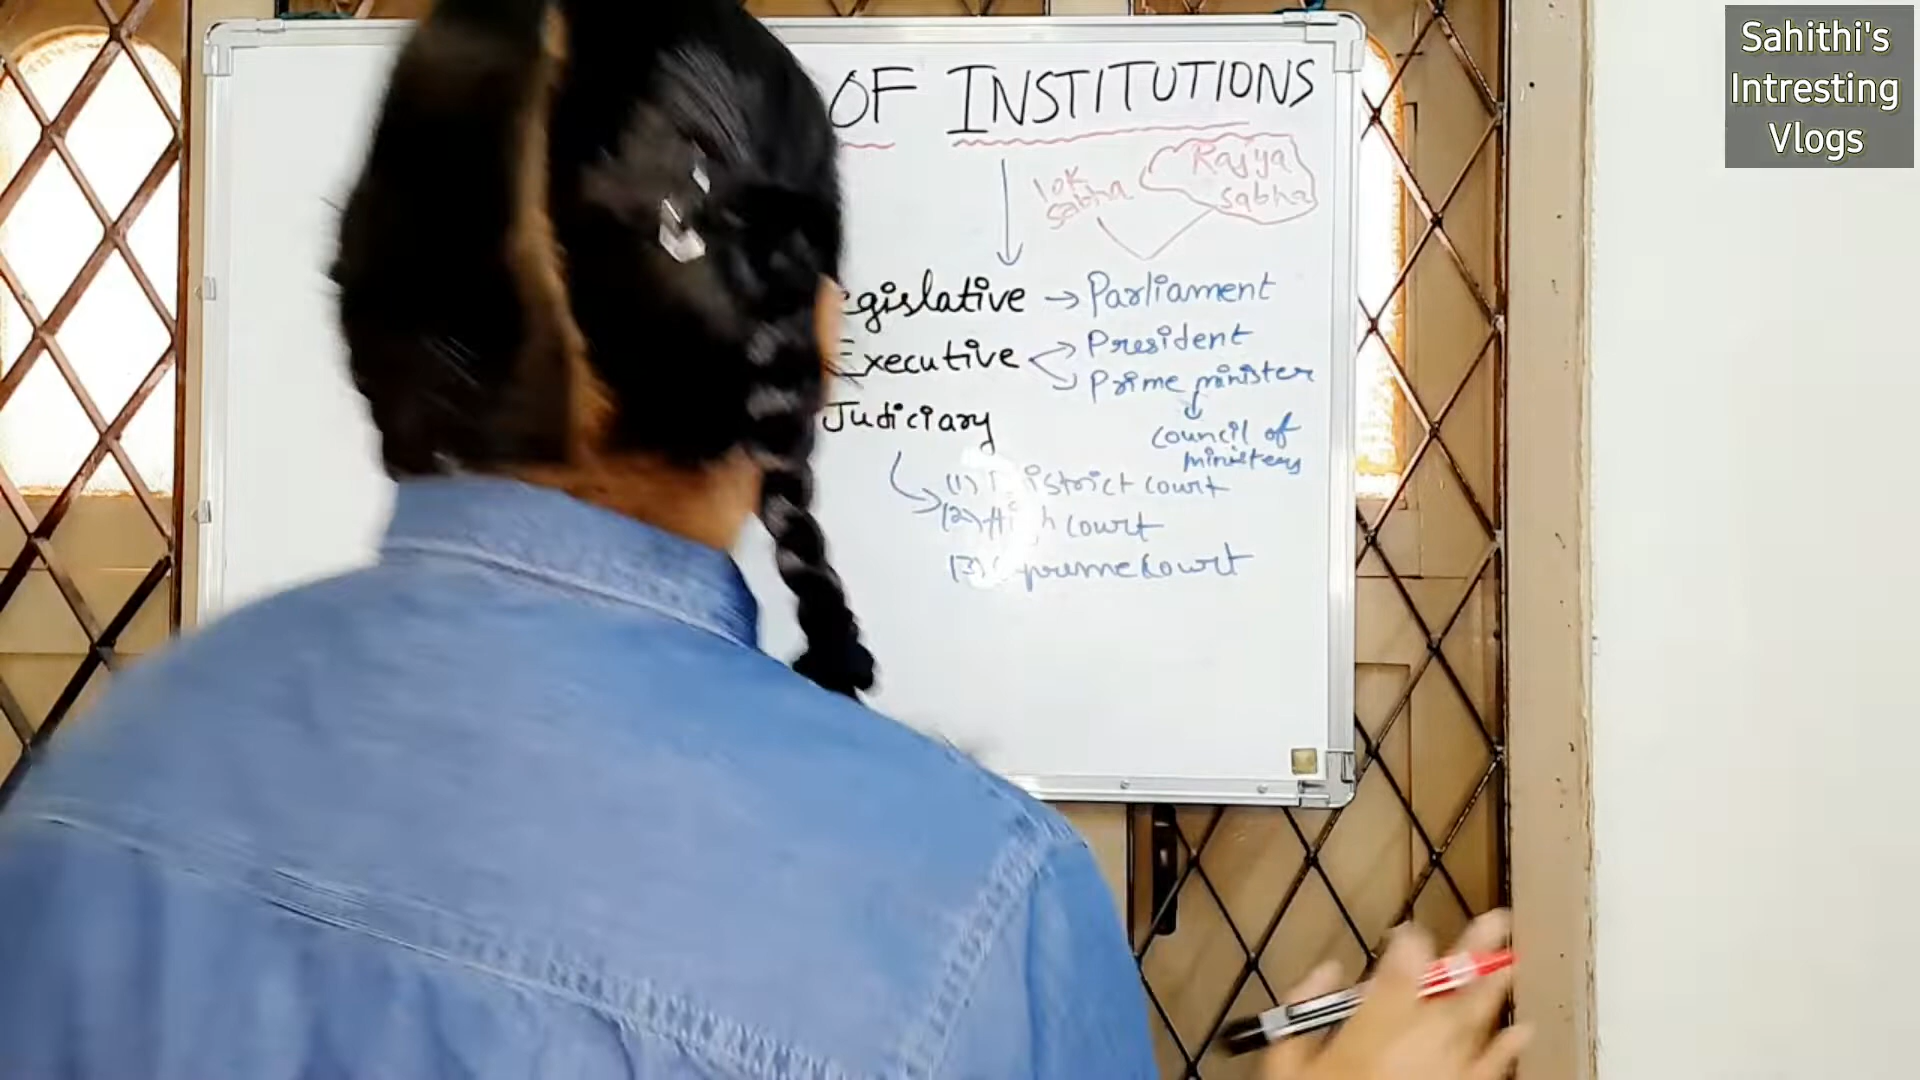 OF INSTITUTIONS
lok
sabha
Rajya
sabha
egislative → Parliament
Executive → President
→ Prime minister
council of
ministers
Judiciary
(1) District court
(2) High court
(3) Supreme Court
Sahithi's
Intresting
Vlogs